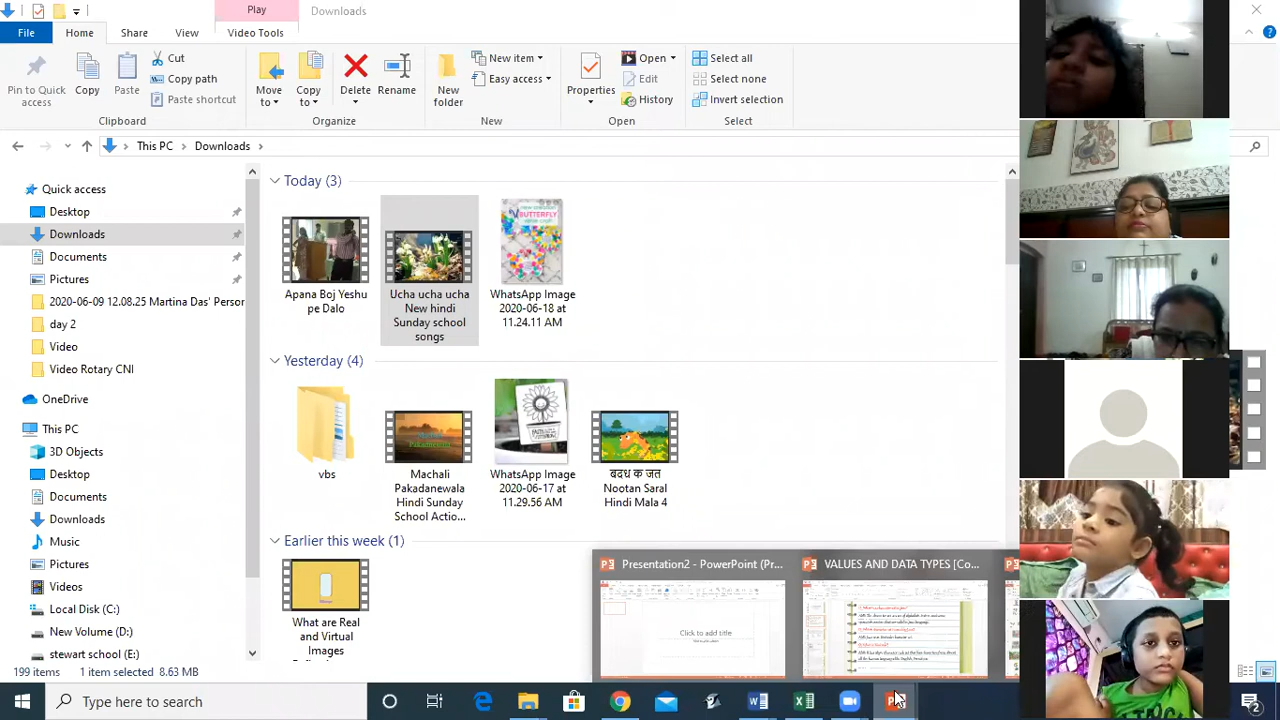 Play
Downloads
File
Home
Share
View
Video Tools
Pin to Quick access
Copy
Paste
Cut
Copy path
Paste shortcut
Clipboard
Move to
Copy to
Delete
Rename
Organize
New folder
New item
Easy access
New
Properties
Open
Edit
History
Open
Select all
Select none
Invert selection
Select
This PC
Downloads
Quick access
Desktop
Downloads
Documents
Pictures
2020-06-09 12.08.25 Martina Das' Person
day 2
Video
Video Rotary CNI
OneDrive
This PC
3D Objects
Desktop
Documents
Downloads
Music
Pictures
Videos
Local Disk (C:)
New Volume (D:)
stewart school (E:)
Today (3)
Apana Boj Yeshu
pe Dalo
Ucha ucha ucha
New hindi
Sunday school
songs
BUTTERFLY
WhatsApp Image
2020-06-18 at
11.24.11 AM
Yesterday (4)
vbs
Machali
Pakadanewala
Hindi Sunday
School Actio...
WhatsApp Image
2020-06-17 at
11.29.56 AM
बदध क जत
Nootan Saral
Hindi Mala 4
Earlier this week (1)
What are Real
and Virtual
Images
Presentation2 - PowerPoint (Pr...
VALUES AND DATA TYPES [Co...
Click to add title
199 items
1 item selected
Type here to search
2